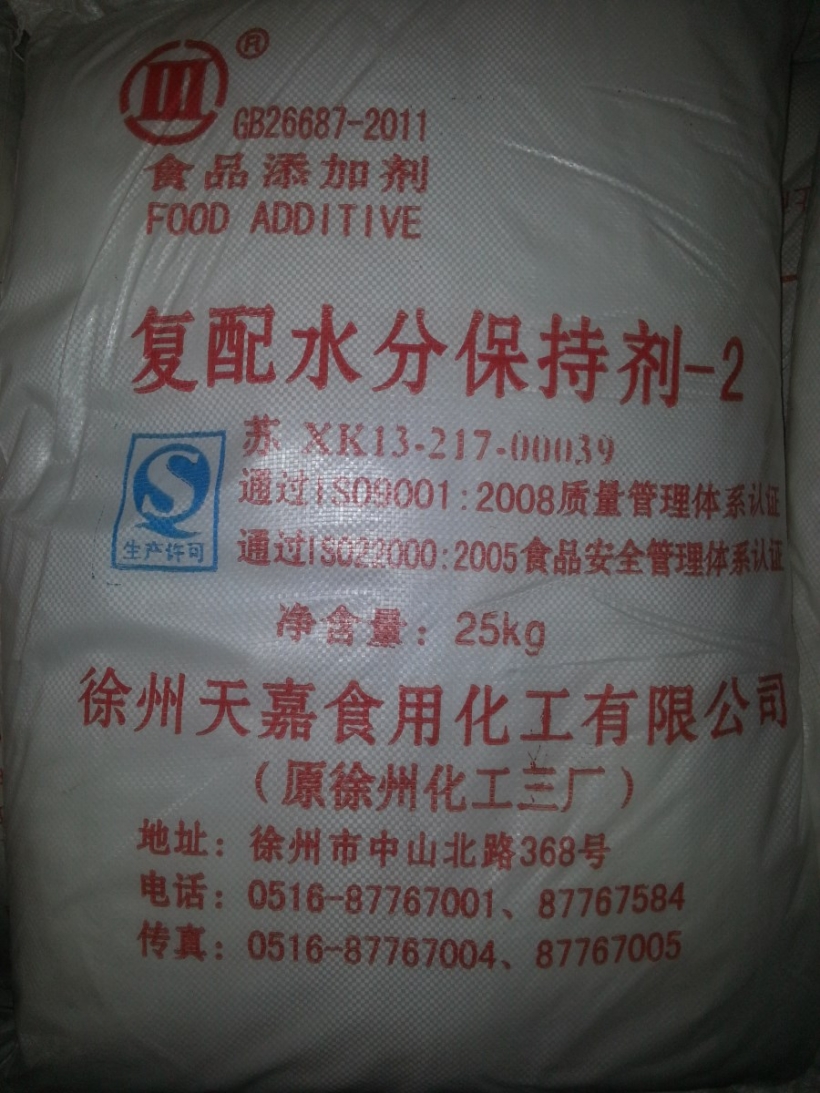 ®
GB26687-2011
食品添加剂
FOOD ADDITIVE
复配水分保持剂-2
苏 XK13-217-00039
通过ISO9001:2008质量管理体系认证
通过ISO22000:2005食品安全管理体系认证
生产许可
净含量：25kg
徐州天嘉食用化工有限公司
（原徐州化工三厂）
地址：徐州市中山北路368号
电话：0516-87767001、87767584
传真：0516-87767004、87767005